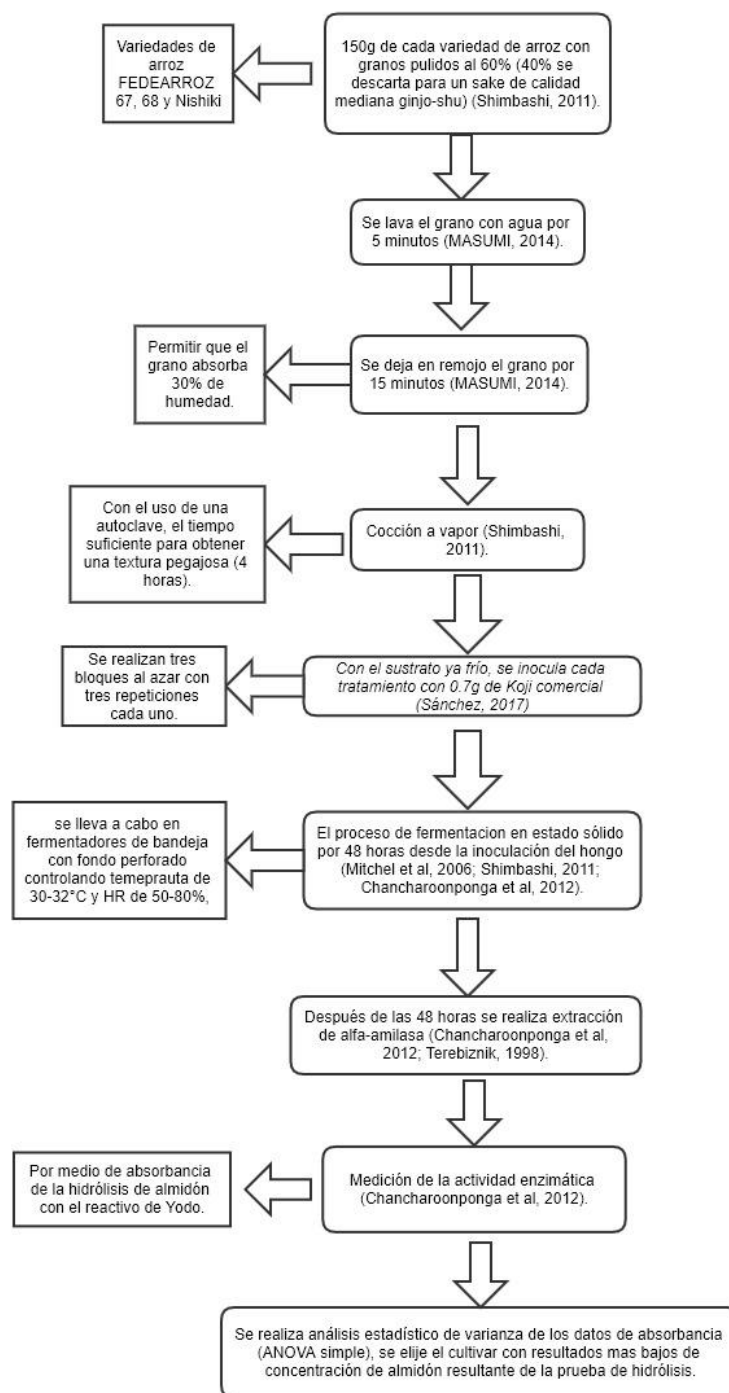 Variedades de
arroz
FEDEARROZ
67, 68 y Nishiki
150g de cada variedad de arroz con
granos pulidos al 60% (40% se
descarta para un sake de calidad
mediana ginjo-shu) (Shimbashi, 2011).
Se lava el grano con agua por
5 minutos (MASUMI, 2014).
Permitir que el
grano absorba
30% de
humedad.
Se deja en remojo el grano por
15 minutos (MASUMI, 2014).
Con el uso de una
autoclave, el tiempo
suficiente para obtener
una textura pegajosa (4
horas).
Cocción a vapor (Shimbashi,
2011).
Se realizan tres
bloques al azar con
tres repeticiones
cada uno.
Con el sustrato ya frío, se inocula cada
tratamiento con 0.7g de Koji comercial
(Sánchez, 2017)
se lleva a cabo en
fermentadores de bandeja
con fondo perforado
controlando temeprauta de
30-32°C y HR de 50-80%,
El proceso de fermentacion en estado sólido
por 48 horas desde la inoculación del hongo
(Mitchel et al, 2006; Shimbashi, 2011;
Chancharoonponga et al, 2012).
Después de las 48 horas se realiza extracción
de alfa-amilasa (Chancharoonponga et al,
2012; Terebiznik, 1998).
Por medio de absorbancia
de la hidrólisis de almidón
con el reactivo de Yodo.
Medición de la actividad enzimática
(Chancharoonponga et al, 2012).
Se realiza análisis estadístico de varianza de los datos de absorbancia
(ANOVA simple), se elije el cultivar con resultados mas bajos de
concentración de almidón resultante de la prueba de hidrólisis.